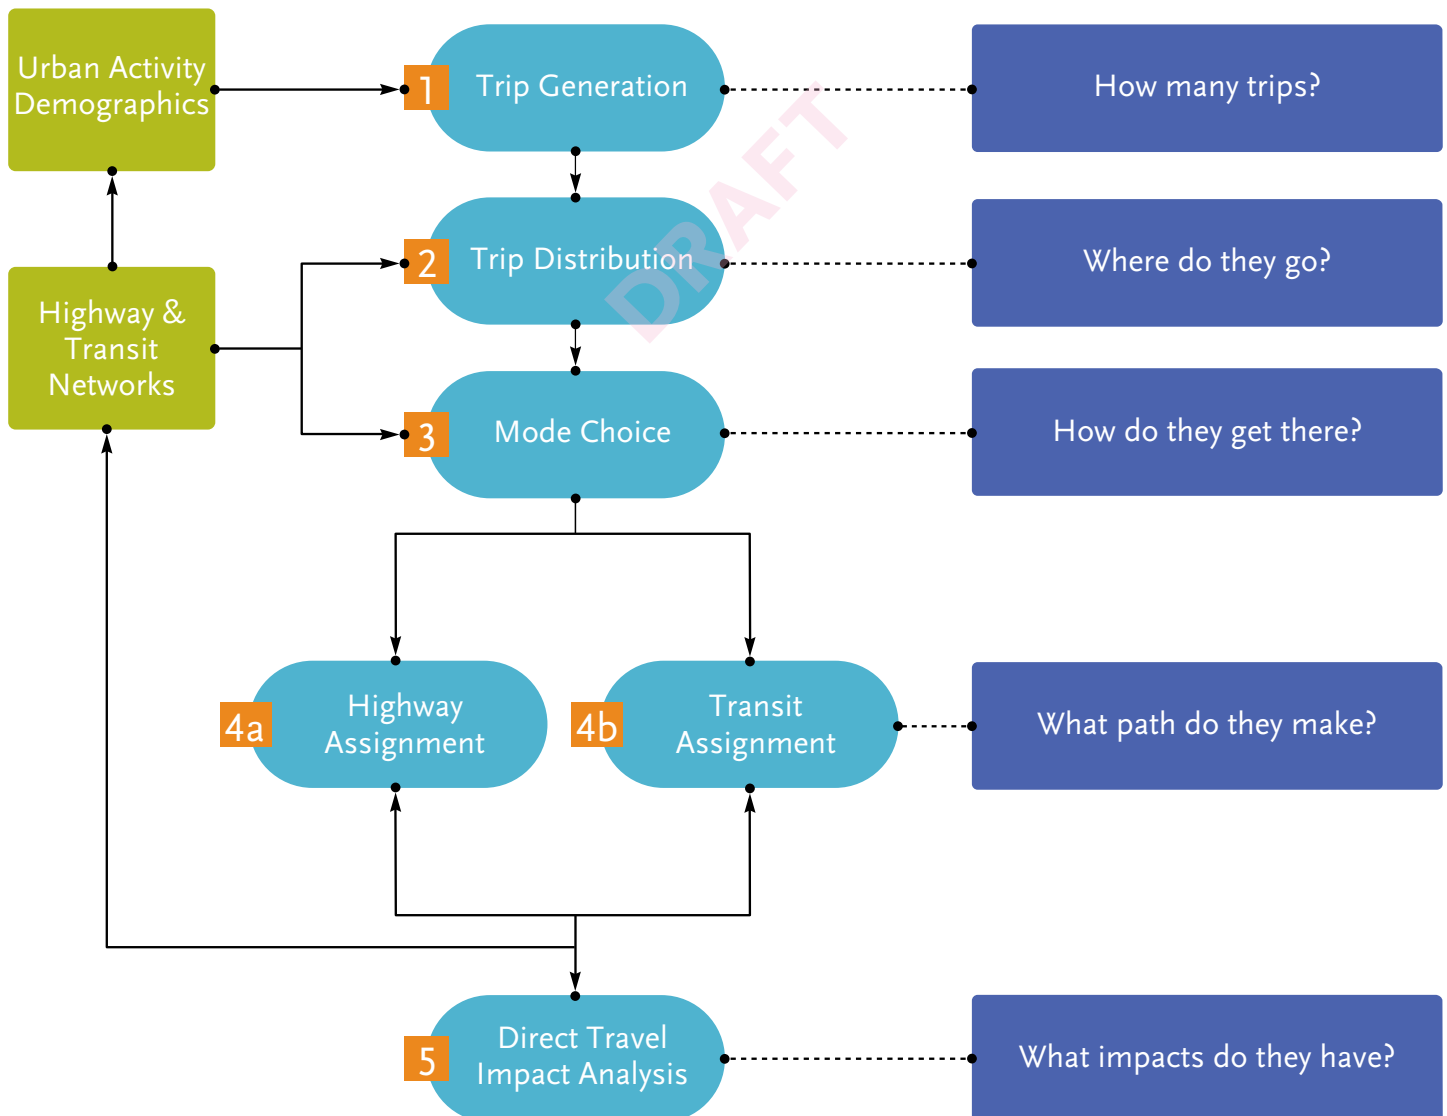 Urban Activity
Demographics
1
Trip Generation
How many trips?
DRAFT
2
Trip Distribution
Where do they go?
Highway &
Transit
Networks
3
Mode Choice
How do they get there?
4a
Highway
Assignment
4b
Transit
Assignment
What path do they make?
5
Direct Travel
Impact Analysis
What impacts do they have?